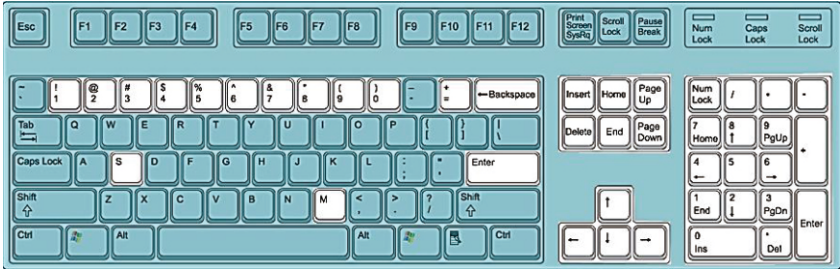 Esc F1 F2 F3 F4 F5 F6 F7 F8 F9 F10 F11 F12 Print Screen SysRq Scroll Lock Pause Break Num Lock Caps Lock Scroll Lock
~ ` ! 1 @ 2 # 3 $ 4 % 5 ^ 6 & 7 * 8 ( 9 ) 0 _ - + = ←Backspace Insert Home Page Up Num Lock /
Tab Q W E R T Y U I O P { [ } ] | \ Delete End Page Down 7 Home 8 ↑ 9 PgUp
Caps Lock A S D F G H J K L : ; Enter 4 ← 5 6 →
Shift Z X C V B N M < , > . ? / Shift ↑ 1 End 2 ↓ 3 PgDn Enter
Ctrl Alt Alt Ctrl ← ↓ → 0 Ins . Del